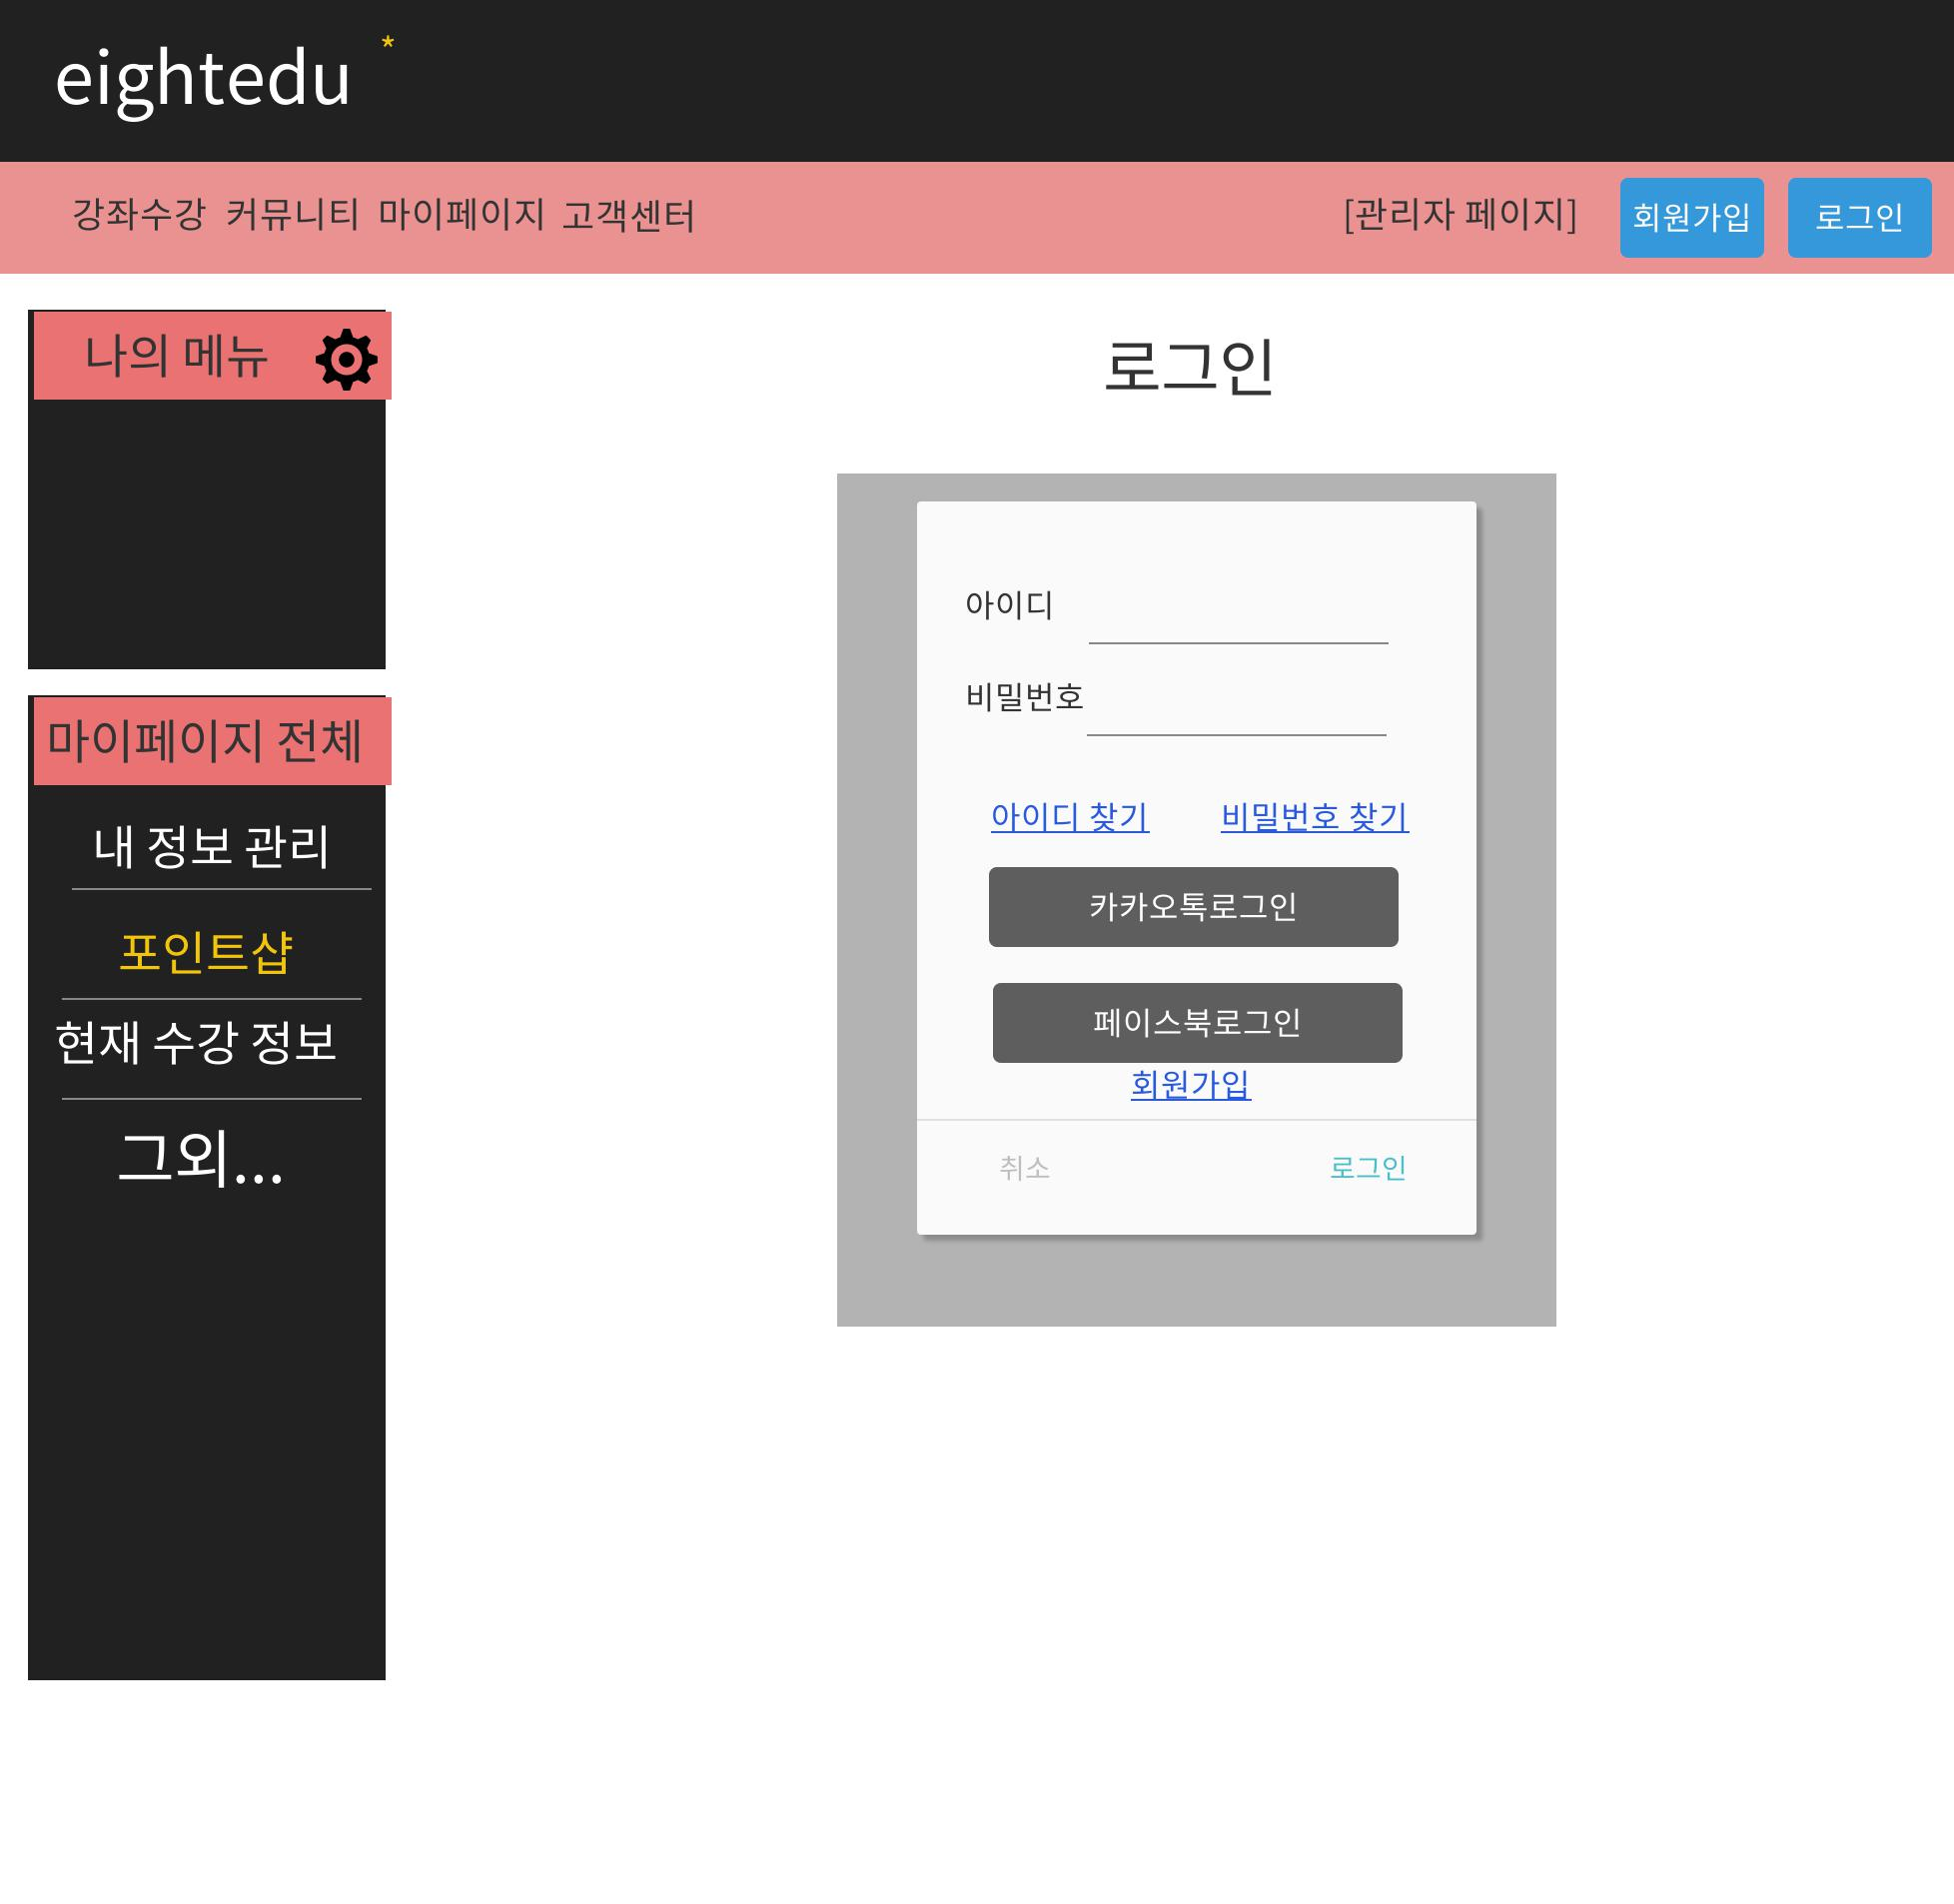 eightedu *
강좌수강 커뮤니티 마이페이지 고객센터 [관리자 페이지] 회원가입 로그인
나의 메뉴
마이페이지 전체
내 정보 관리
포인트샵
현재 수강 정보
그외...
로그인
아이디
비밀번호
아이디 찾기 비밀번호 찾기
카카오톡로그인
페이스북로그인
회원가입
취소 로그인